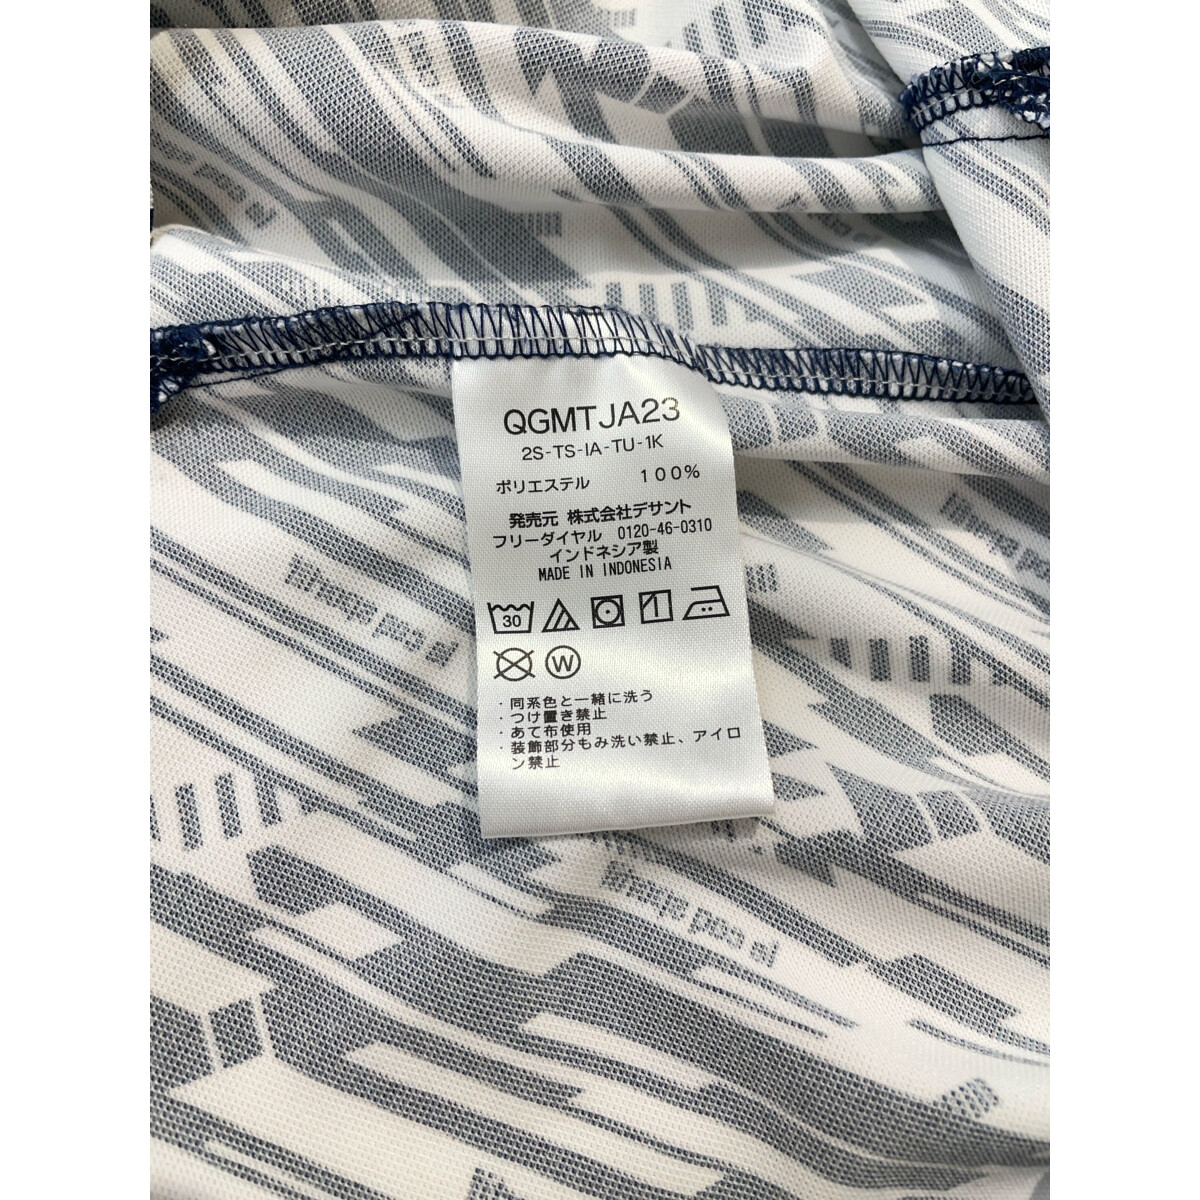 QGMTJA23
2S-TS-IA-TU-1K
ポリエステル 100%
発売元 株式会社デサント
フリーダイヤル 0120-46-0310
インドネシア製
MADE IN INDONESIA
30
W
・同系色と一緒に洗う
・つけ置き禁止
・あて布使用
・装飾部分もみ洗い禁止、アイロ
ン禁止